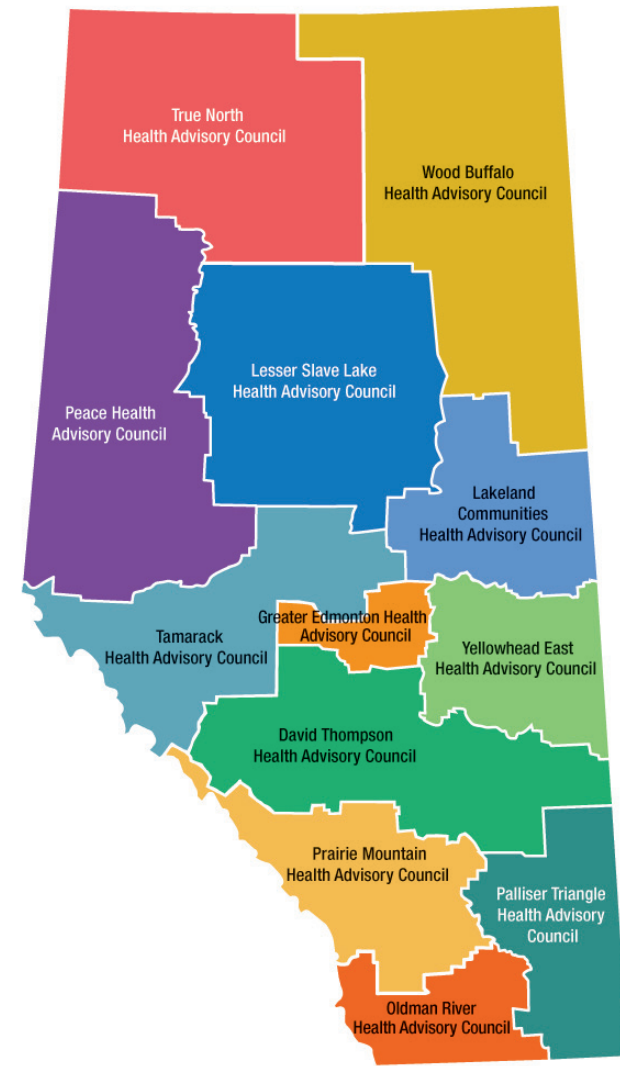 True North
Health Advisory Council
Wood Buffalo
Health Advisory Council
Lesser Slave Lake
Health Advisory Council
Peace Health
Advisory Council
Lakeland
Communities
Health Advisory Council
Greater Edmonton Health
Advisory Council
Tamarack
Health Advisory Council
Yellowhead East
Health Advisory Council
David Thompson
Health Advisory Council
Prairie Mountain
Health Advisory Council
Palliser Triangle
Health Advisory
Council
Oldman River
Health Advisory Council